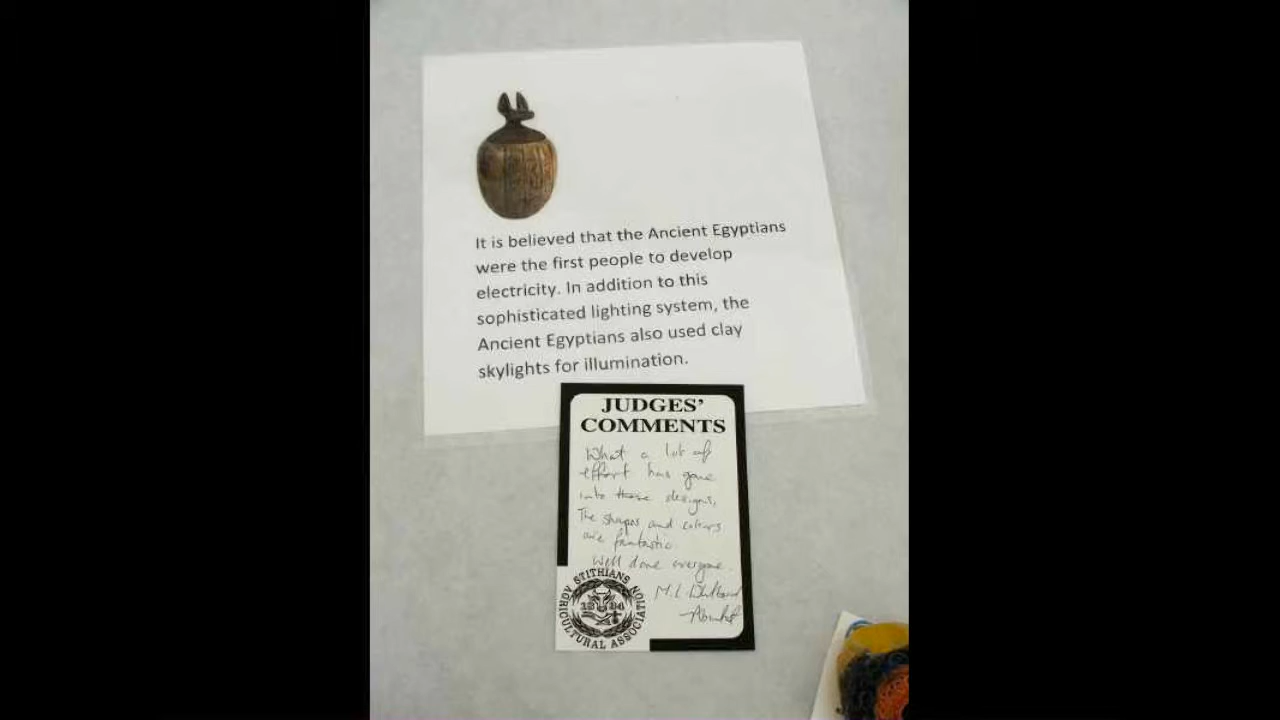 It is believed that the Ancient Egyptians
were the first people to develop
electricity. In addition to this
sophisticated lighting system, the
Ancient Egyptians also used clay
skylights for illumination.
JUDGES'
COMMENTS
What a lot of
effort has gone
into these designs,
The shapes and colours
are fantastic.
Well done everyone.
M.L.
STITHIANS
AGRICULTURAL ASSOCIATION